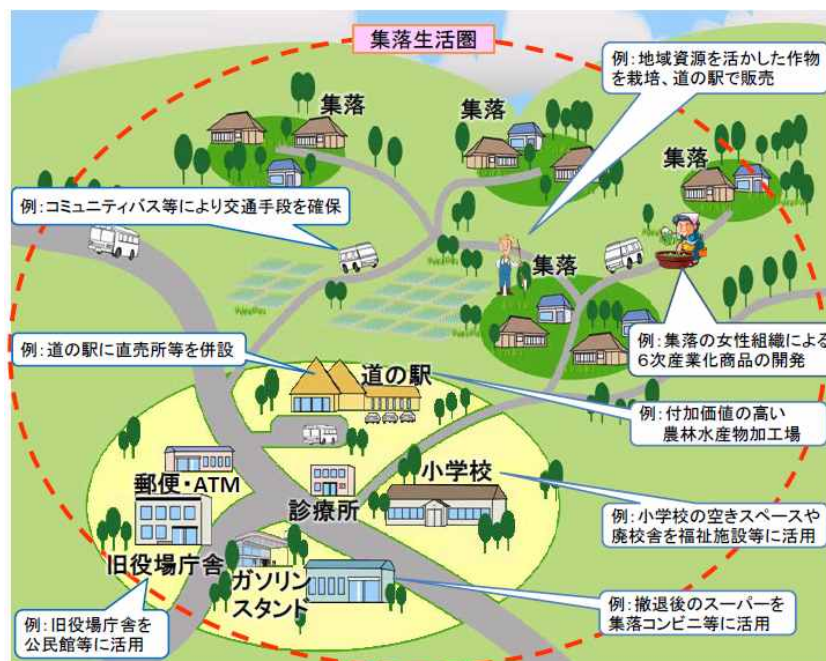 集落生活圏
例：地域資源を活かした作物
を栽培、道の駅で販売
集落
集落
集落
例：コミュニティバス等により交通手段を確保
集落
例：集落の女性組織による
6次産業化商品の開発
例：道の駅に直売所等を併設
道の駅
例：付加価値の高い
農林水産物加工場
郵便・ATM
小学校
診療所
例：小学校の空きスペースや
廃校舎を福祉施設等に活用
旧役場庁舎
ガソリン
スタンド
例：旧役場庁舎を
公民館等に活用
例：撤退後のスーパーを
集落コンビニ等に活用